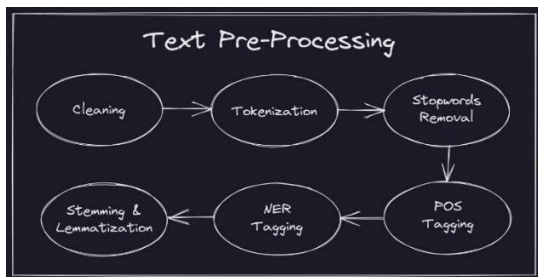 Text Pre-Processing
Cleaning
Tokenization
Stopwords
Removal
POS
Tagging
NER
Tagging
Stemming &
Lemmatization